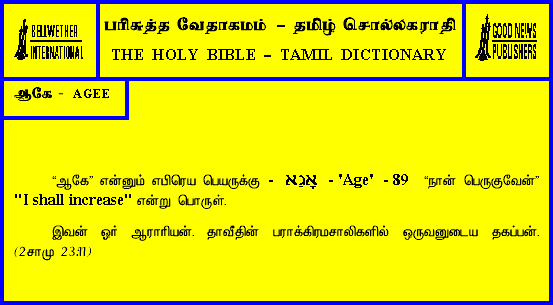 BELLWETHER
INTERNATIONAL
பரிசுத்த வேதாகமம் – தமிழ் சொல்லகராதி
THE HOLY BIBLE – TAMIL DICTIONARY
GOOD NEWS
PUBLISHERS
ஆகே - AGEE
“ஆகே” என்னும் எபிரெய பெயருக்கு - אָגֵא - 'Age' - 89 “நான் பெருகுவேன்”
"I shall increase" என்று பொருள்.
இவன் ஓர் ஆராரியன். தாவீதின் பராக்கிரமசாலிகளில் ஒருவனுடைய தகப்பன்.
(2சாமு 23:11)